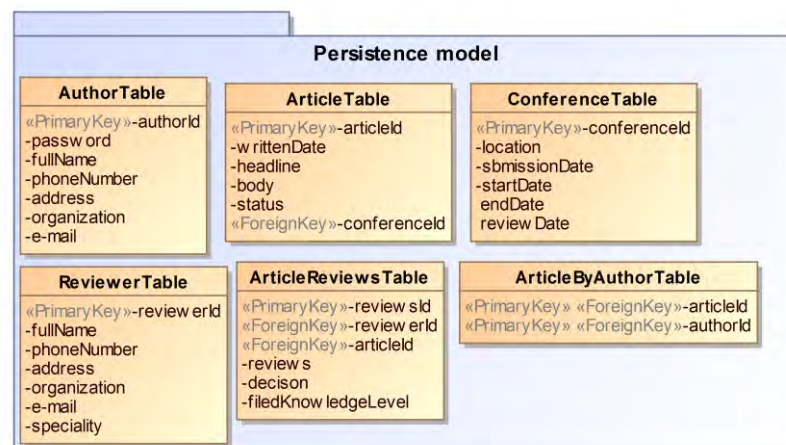 Persistence model
AuthorTable
«PrimaryKey»-authorId
-password
-fullName
-phoneNumber
-address
-organization
-e-mail
ArticleTable
«PrimaryKey»-articleId
-writtenDate
-headline
-body
-status
«ForeignKey»-conferenceId
ConferenceTable
«PrimaryKey»-conferenceId
-location
-sbmissionDate
-startDate
endDate
reviewDate
ReviewerTable
«PrimaryKey»-reviewerId
-fullName
-phoneNumber
-address
-organization
-e-mail
-speciality
ArticleReviewsTable
«PrimaryKey»-reviewsId
«ForeignKey»-reviewerId
«ForeignKey»-articleId
-reviews
-decison
-filedKnowledgeLevel
ArticleByAuthorTable
«PrimaryKey» «ForeignKey»-articleId
«PrimaryKey» «ForeignKey»-authorId